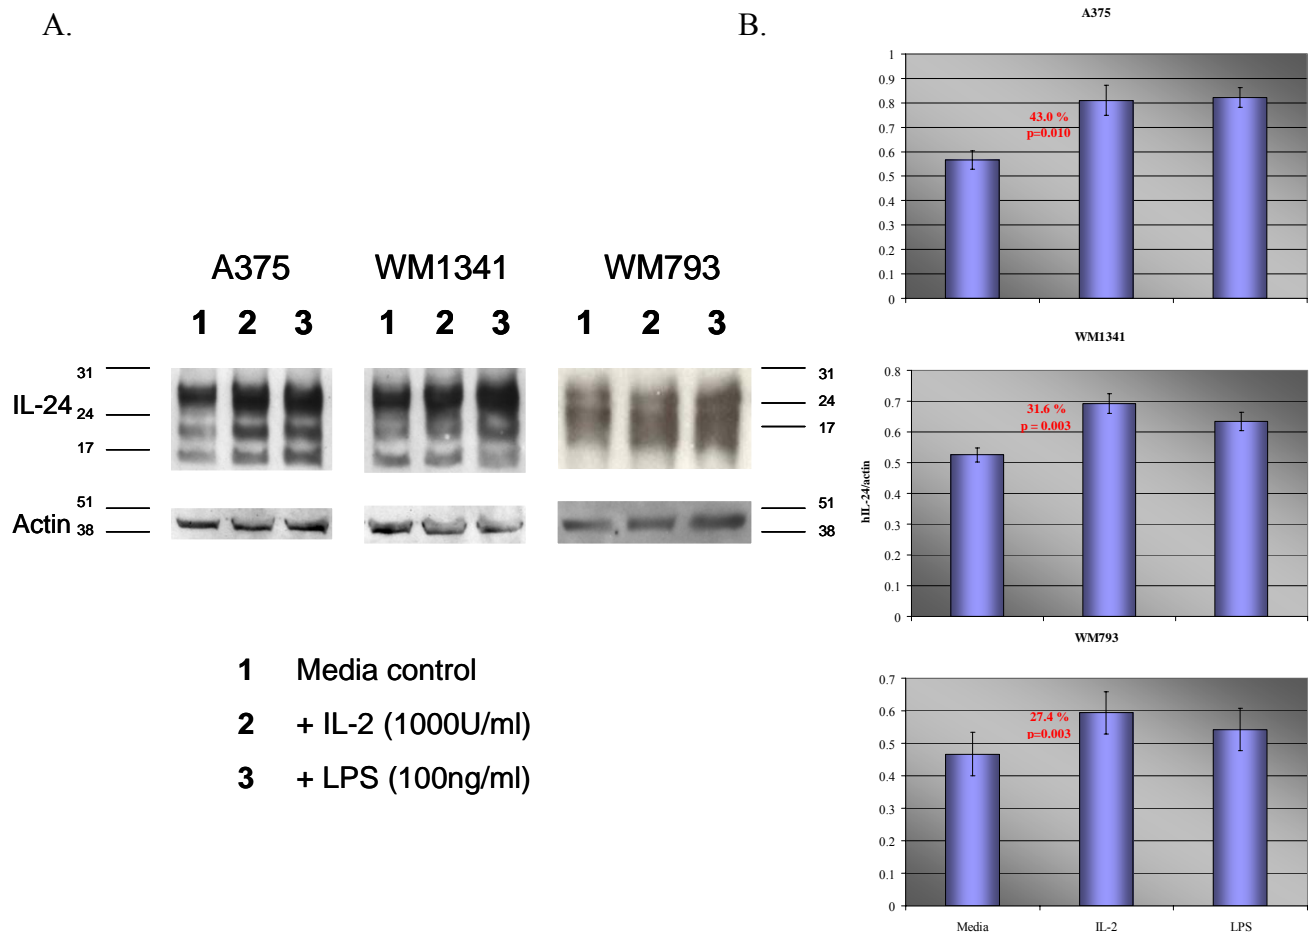 A.
A375 WM1341 WM793
1 2 3 1 2 3 1 2 3
31 31
IL-24
24 24
17 17
51 51
Actin
38 38
1 Media control
2 + IL-2 (1000U/ml)
3 + LPS (100ng/ml)
B.
A375
1
0.9
0.8
0.7
0.6
0.5
0.4
0.3
0.2
0.1
0
43.0 %
p=0.010
WM1341
hIL-24/actin
0.8
0.7
0.6
0.5
0.4
0.3
0.2
0.1
0
31.6 %
p = 0.003
WM793
0.7
0.6
0.5
0.4
0.3
0.2
0.1
0
27.4 %
p=0.003
Media IL-2 LPS